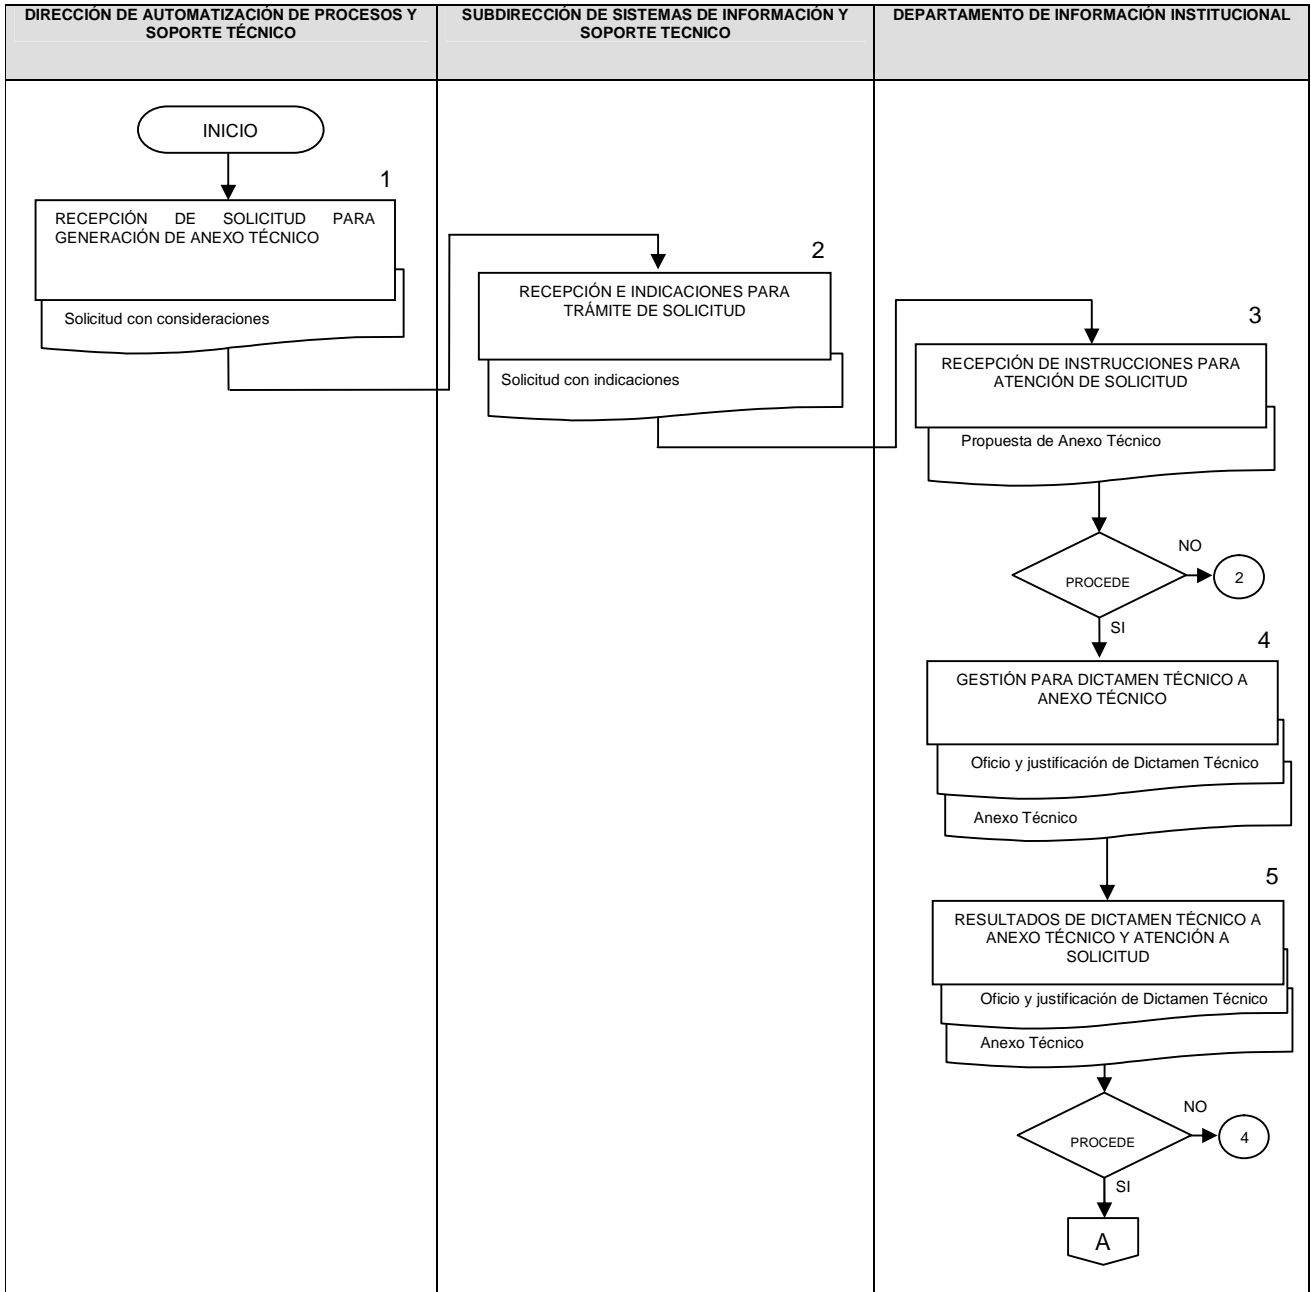 DIRECCIÓN DE AUTOMATIZACIÓN DE PROCESOS Y
SOPORTE TÉCNICO
SUBDIRECCIÓN DE SISTEMAS DE INFORMACIÓN Y
SOPORTE TECNICO
DEPARTAMENTO DE INFORMACIÓN INSTITUCIONAL
INICIO
1
RECEPCIÓN DE SOLICITUD PARA
GENERACIÓN DE ANEXO TÉCNICO
Solicitud con consideraciones
2
RECEPCIÓN E INDICACIONES PARA
TRÁMITE DE SOLICITUD
Solicitud con indicaciones
3
RECEPCIÓN DE INSTRUCCIONES PARA
ATENCIÓN DE SOLICITUD
Propuesta de Anexo Técnico
PROCEDE
NO
2
SI
4
GESTIÓN PARA DICTAMEN TÉCNICO A
ANEXO TÉCNICO
Oficio y justificación de Dictamen Técnico
Anexo Técnico
5
RESULTADOS DE DICTAMEN TÉCNICO A
ANEXO TÉCNICO Y ATENCIÓN A
SOLICITUD
Oficio y justificación de Dictamen Técnico
Anexo Técnico
PROCEDE
NO
4
SI
A